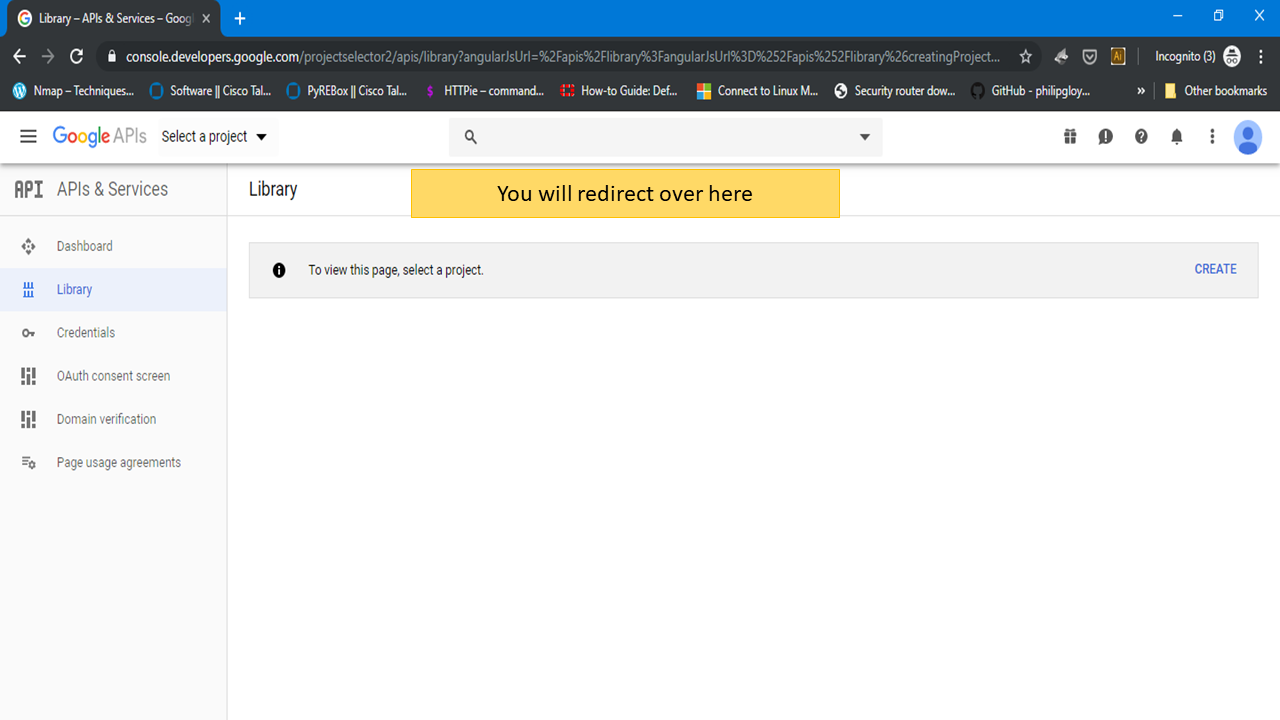 Library – APIs & Services – Goog
console.developers.google.com/projectselector2/apis/library?angularJsUrl=%2Fapis%2Flibrary%3FangularJsUrl%3D%252Fapis%252Flibrary%26creatingProject...
Ai
Incognito (3)
Nmap – Techniques...
Software || Cisco Tal...
PyREBox || Cisco Tal...
$ HTTPie – command...
How-to Guide: Def...
Connect to Linux M...
Security router dow...
GitHub - philipgloy...
»
Other bookmarks
Google APIs
Select a project
API APIs & Services
Library
You will redirect over here
Dashboard
Library
Credentials
OAuth consent screen
Domain verification
Page usage agreements
To view this page, select a project.
CREATE